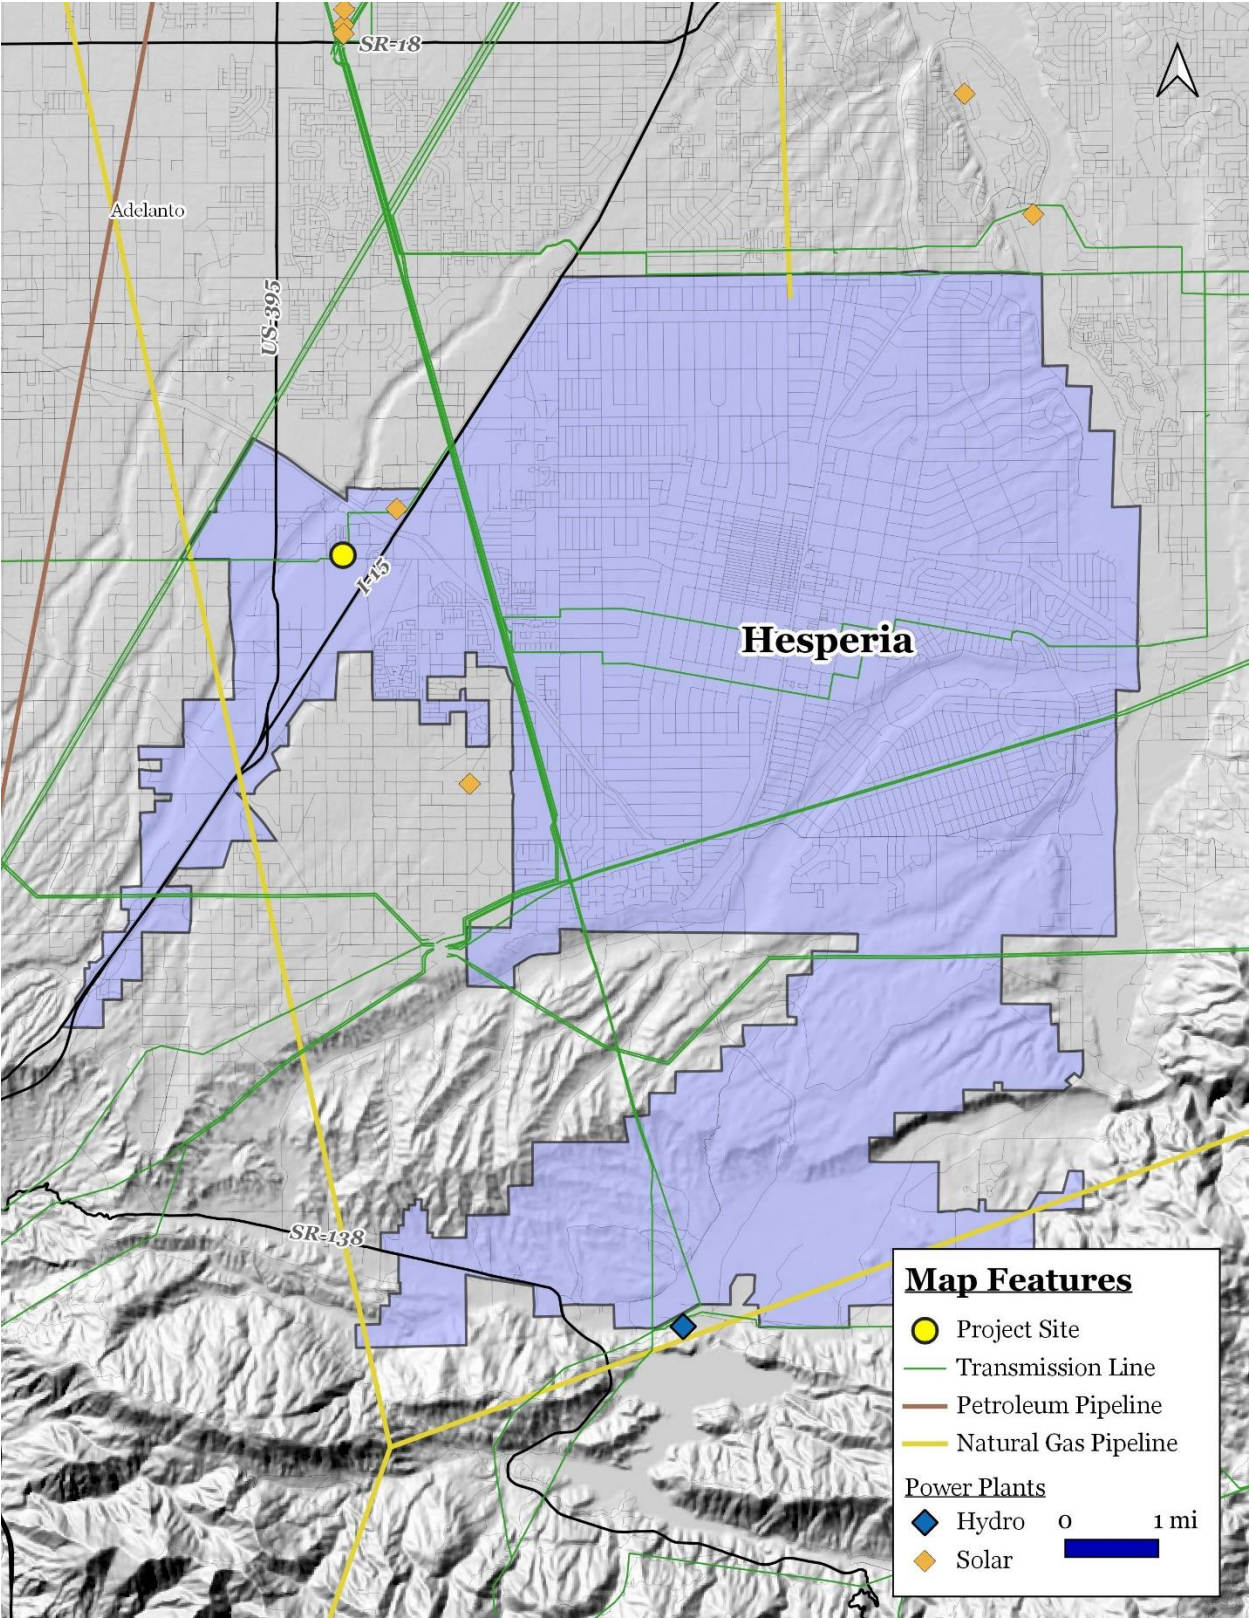 SR-18
Adelanto
US-395
I-15
Hesperia
SR-138
Map Features
Project Site
Transmission Line
Petroleum Pipeline
Natural Gas Pipeline
Power Plants
Hydro
0 1 mi
Solar